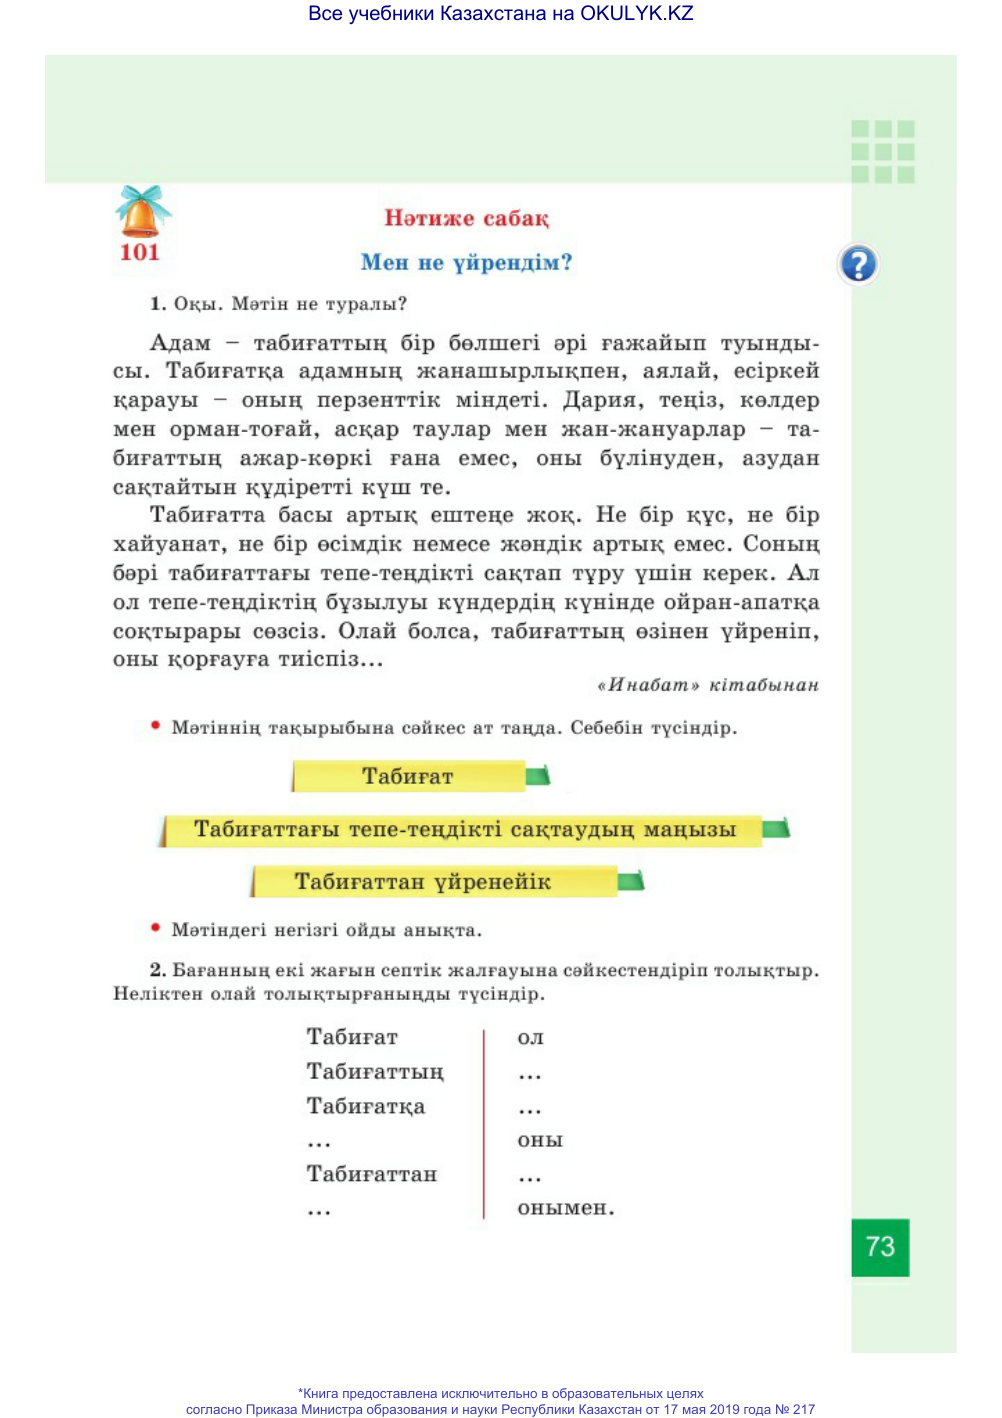 Все учебники Казахстана на OKULYK.KZ
Нәтиже сабақ
101
Мен не үйрендім?
?
1. Оқы. Мәтін не туралы?
Адам – табиғаттың бір бөлшегі әрі ғажайып туынды-
сы. Табиғатқа адамның жанашырлықпен, аялай, есіркей
қарауы – оның перзенттік міндеті. Дария, теңіз, көлдер
мен орман-тоғай, асқар таулар мен жан-жануарлар – та-
биғаттың ажар-көркі ғана емес, оны бүлінуден, азудан
сақтайтын құдіретті күш те.
Табиғатта басы артық ештеңе жоқ. Не бір құс, не бір
хайуанат, не бір өсімдік немесе жәндік артық емес. Соның
бәрі табиғаттағы тепе-теңдікті сақтап тұру үшін керек. Ал
ол тепе-теңдіктің бұзылуы күндердің күнінде ойран-апатқа
соқтырары сөзсіз. Олай болса, табиғаттың өзінен үйреніп,
оны қорғауға тиіспіз...
«Инабат» кітабынан
• Мәтіннің тақырыбына сәйкес ат таңда. Себебін түсіндір.
Табиғат
Табиғаттағы тепе-теңдікті сақтаудың маңызы
Табиғаттан үйренейік
• Мәтіндегі негізгі ойды анықта.
2. Бағанның екі жағын септік жалғауына сәйкестендіріп толықтыр.
Неліктен олай толықтырғаныңды түсіндір.
Табиғат ол
Табиғаттың ...
Табиғатқа ...
... оны
Табиғаттан ...
... онымен.
73
*Книга предоставлена исключительно в образовательных целях
согласно Приказа Министра образования и науки Республики Казахстан от 17 мая 2019 года № 217